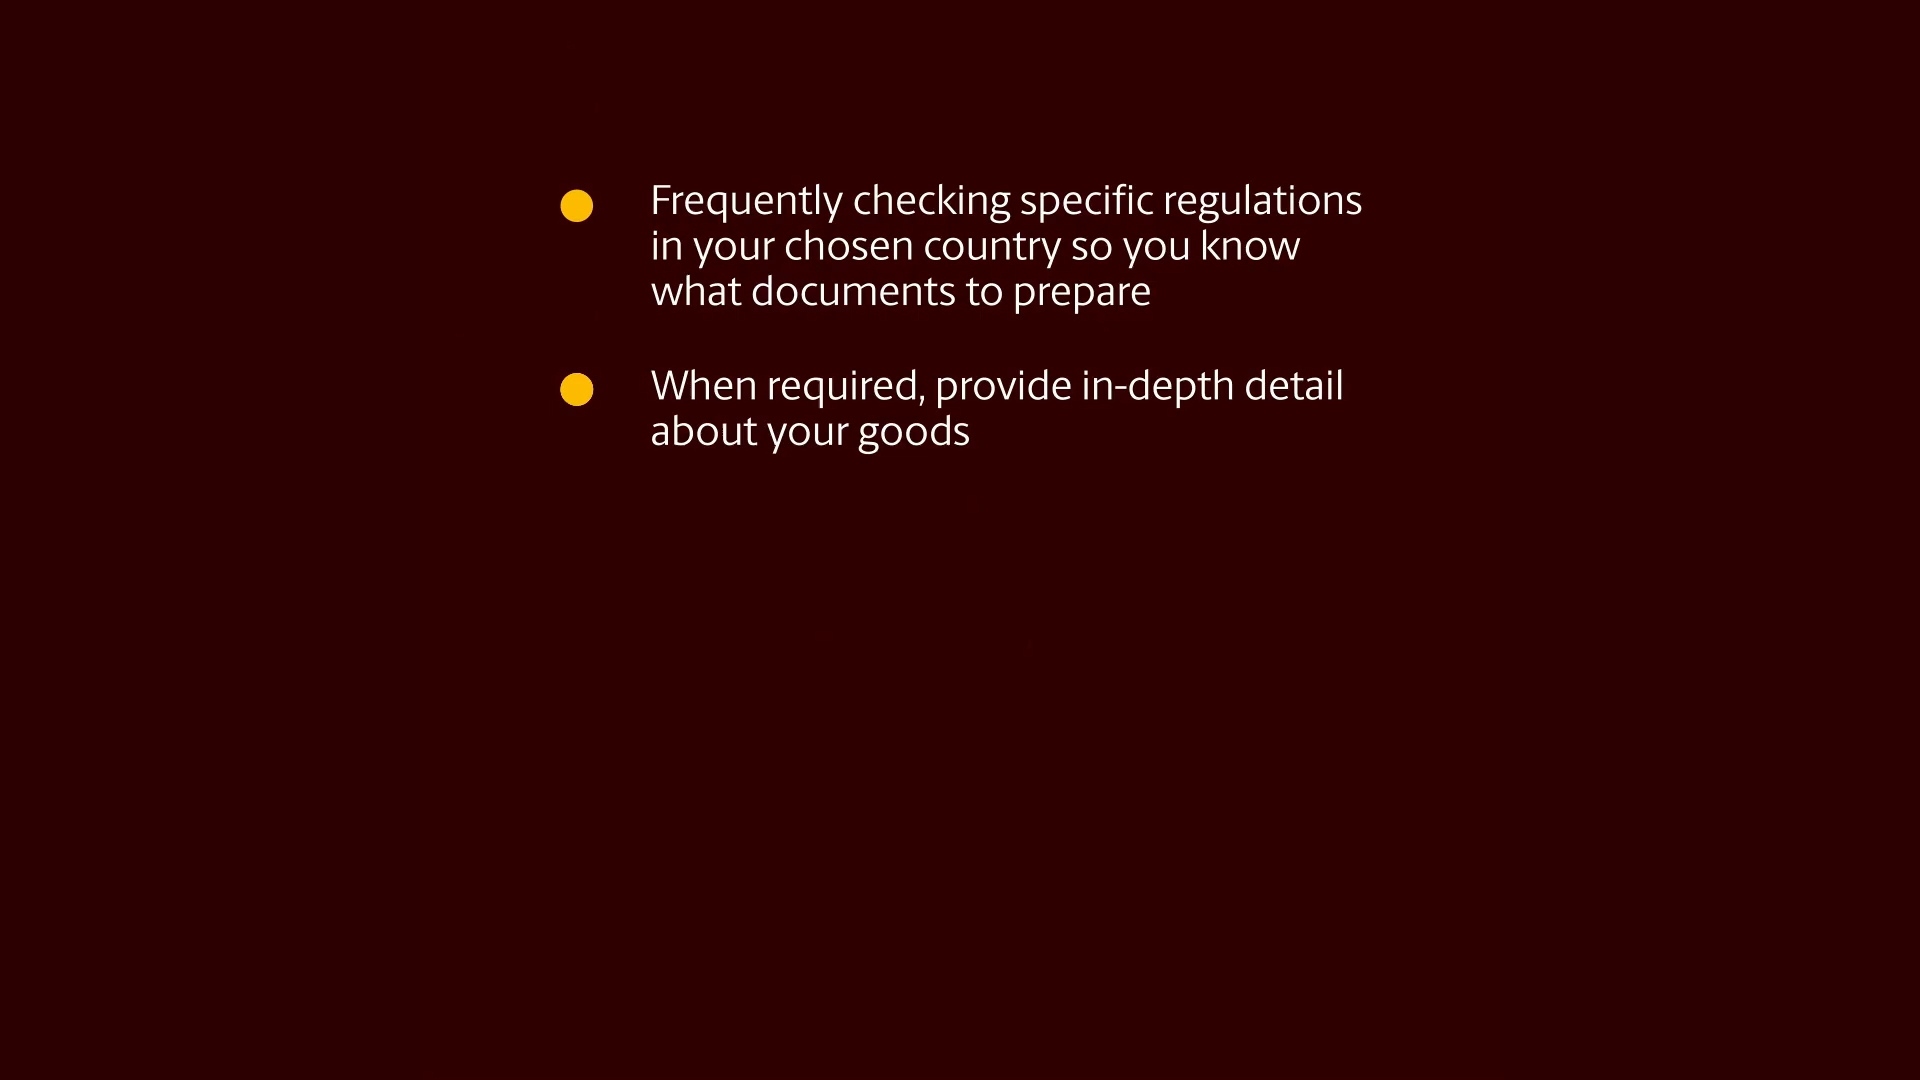 Frequently checking specific regulations
in your chosen country so you know
what documents to prepare
When required, provide in-depth detail
about your goods